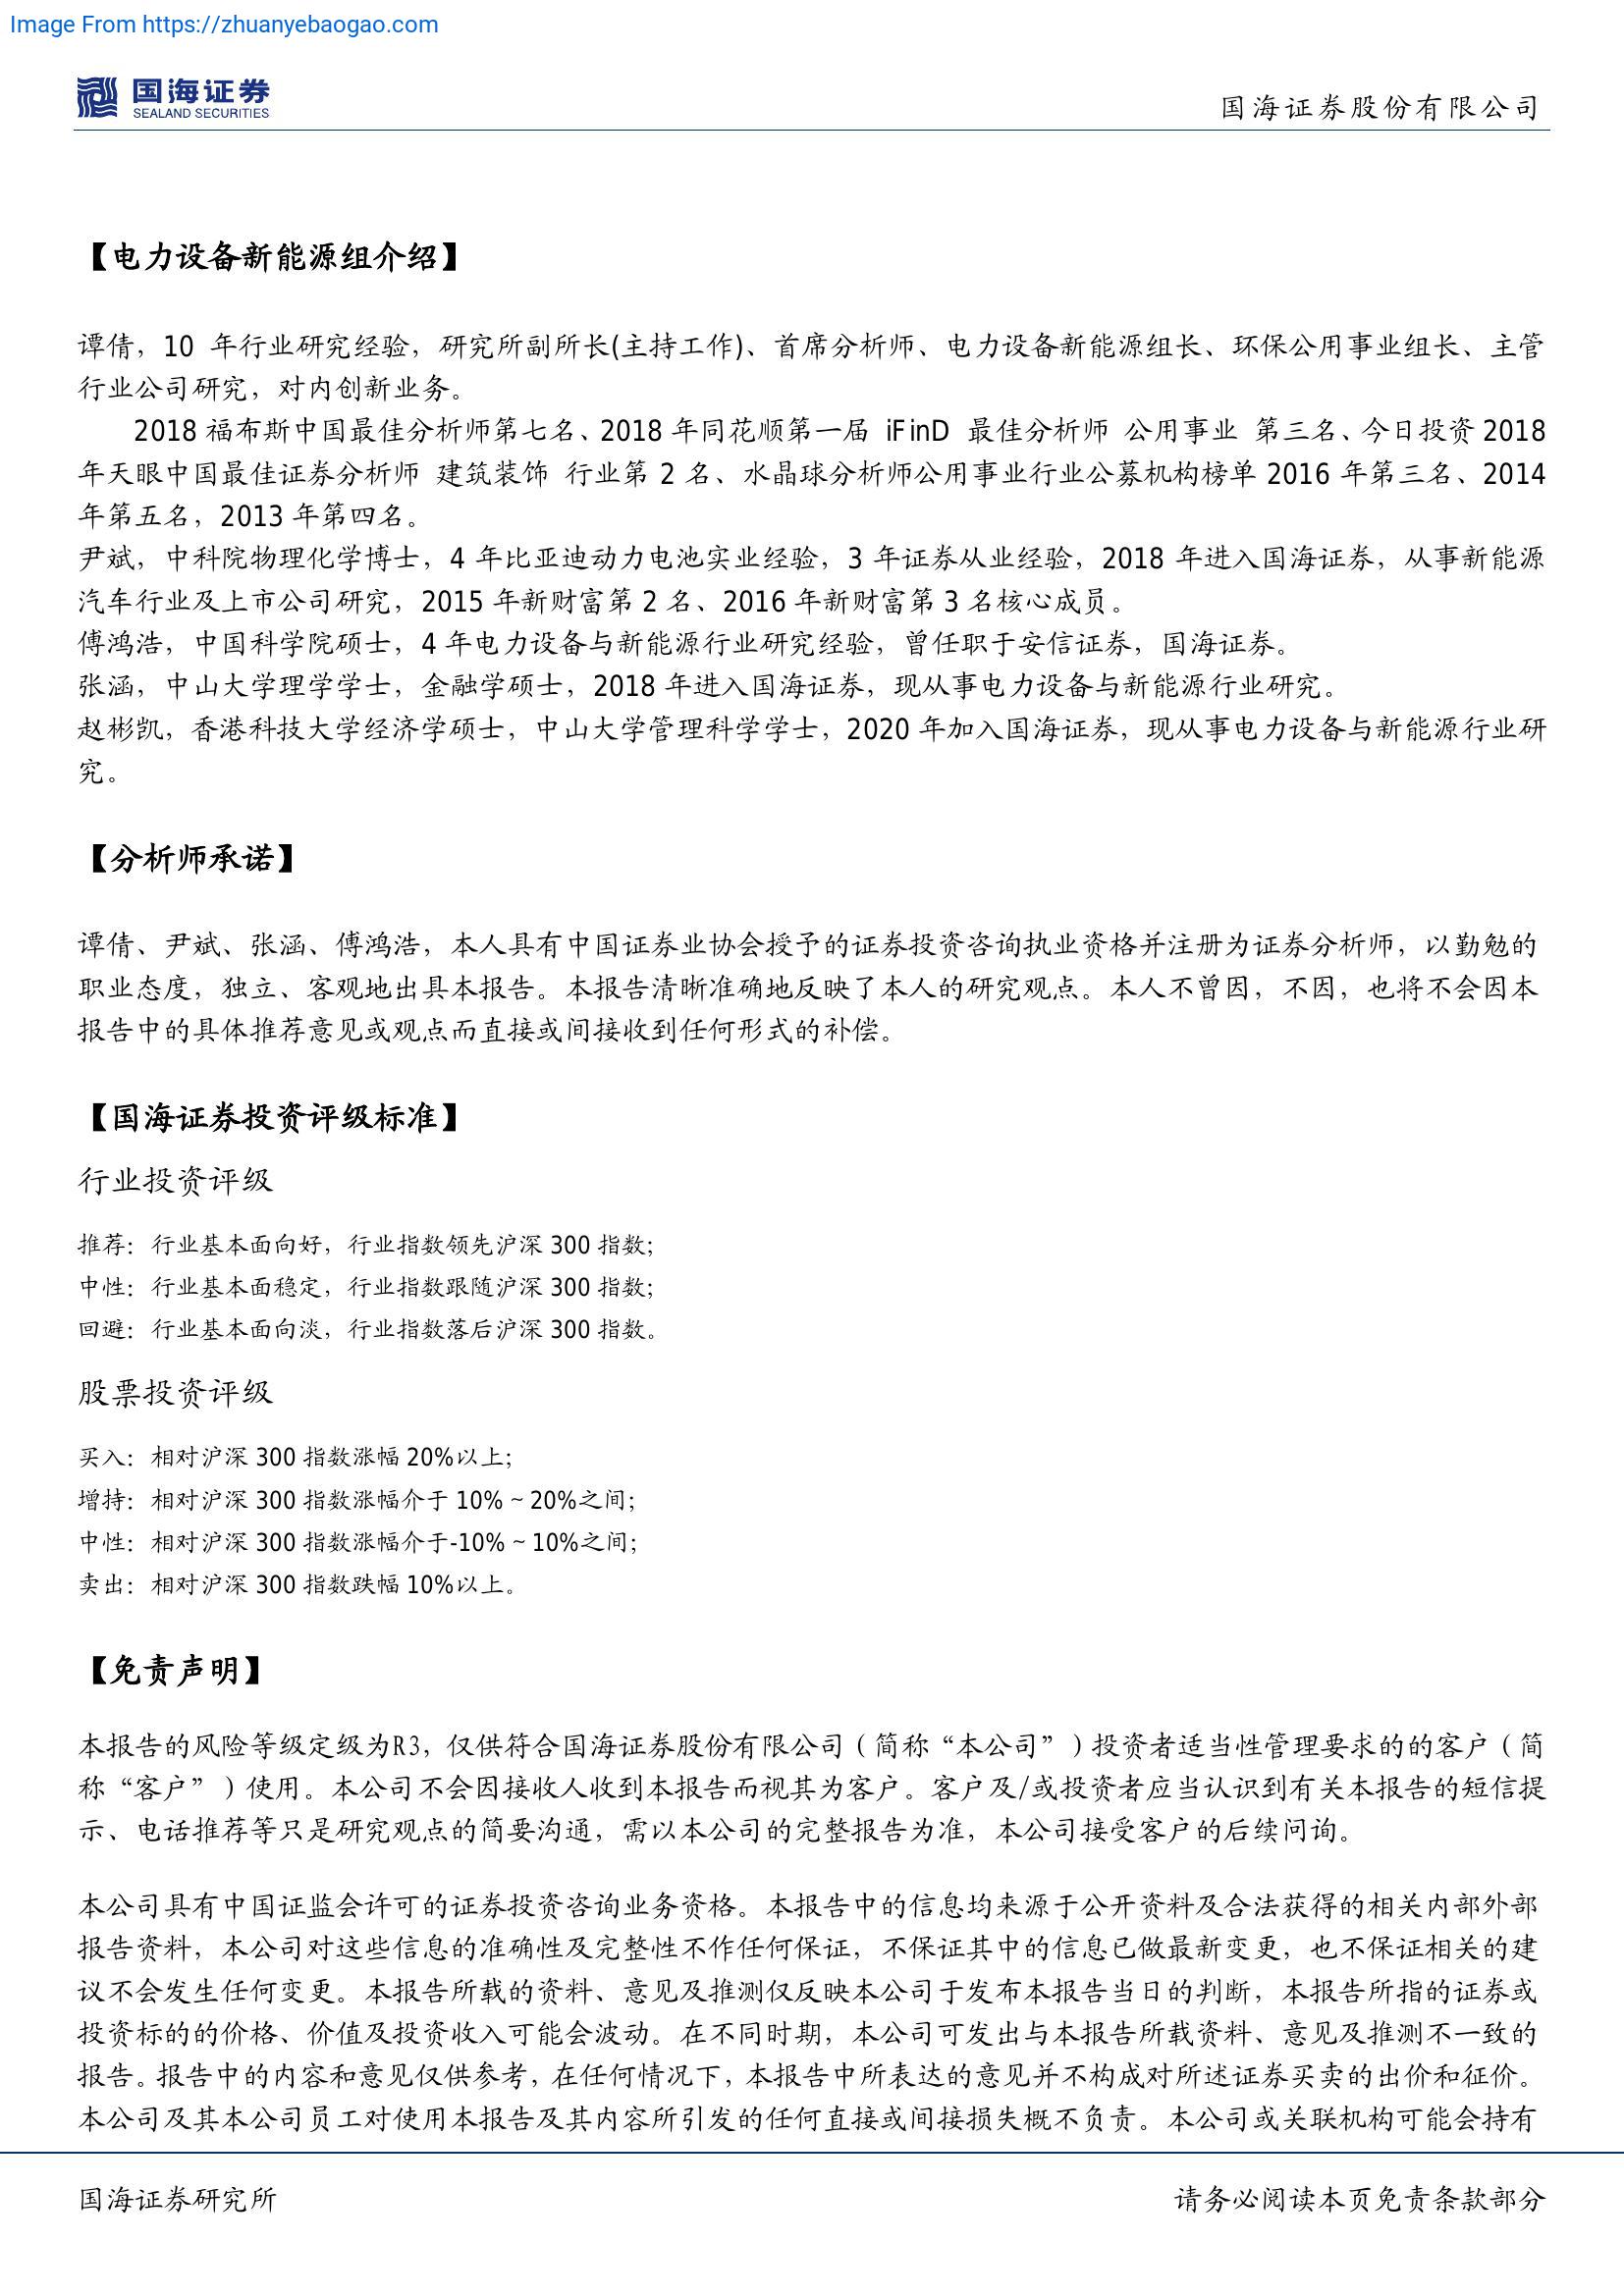 Image From https://zhuanyebaogao.com
国海证券
SEALAND SECURITIES
国海证券股份有限公司
【电力设备新能源组介绍】
谭倩，10 年行业研究经验，研究所副所长(主持工作)、首席分析师、电力设备新能源组长、环保公用事业组长、主管
行业公司研究，对内创新业务。
2018 福布斯中国最佳分析师第七名、2018 年同花顺第一届 iFinD 最佳分析师 公用事业 第三名、今日投资 2018
年天眼中国最佳证券分析师 建筑装饰 行业第 2 名、水晶球分析师公用事业行业公募机构榜单 2016 年第三名、2014
年第五名，2013 年第四名。
尹斌，中科院物理化学博士，4 年比亚迪动力电池实业经验，3 年证券从业经验，2018 年进入国海证券，从事新能源
汽车行业及上市公司研究，2015 年新财富第 2 名、2016 年新财富第 3 名核心成员。
傅鸿浩，中国科学院硕士，4 年电力设备与新能源行业研究经验，曾任职于安信证券，国海证券。
张涵，中山大学理学学士，金融学硕士，2018 年进入国海证券，现从事电力设备与新能源行业研究。
赵彬凯，香港科技大学经济学硕士，中山大学管理科学学士，2020 年加入国海证券，现从事电力设备与新能源行业研
究。
【分析师承诺】
谭倩、尹斌、张涵、傅鸿浩，本人具有中国证券业协会授予的证券投资咨询执业资格并注册为证券分析师，以勤勉的
职业态度，独立、客观地出具本报告。本报告清晰准确地反映了本人的研究观点。本人不曾因，不因，也将不会因本
报告中的具体推荐意见或观点而直接或间接收到任何形式的补偿。
【国海证券投资评级标准】
行业投资评级
推荐：行业基本面向好，行业指数领先沪深 300 指数；
中性：行业基本面稳定，行业指数跟随沪深 300 指数；
回避：行业基本面向淡，行业指数落后沪深 300 指数。
股票投资评级
买入：相对沪深 300 指数涨幅 20%以上；
增持：相对沪深 300 指数涨幅介于 10%～20%之间；
中性：相对沪深 300 指数涨幅介于-10%～10%之间；
卖出：相对沪深 300 指数跌幅 10%以上。
【免责声明】
本报告的风险等级定级为R3，仅供符合国海证券股份有限公司（简称“本公司”）投资者适当性管理要求的的客户（简
称“客户”）使用。本公司不会因接收人收到本报告而视其为客户。客户及/或投资者应当认识到有关本报告的短信提
示、电话推荐等只是研究观点的简要沟通，需以本公司的完整报告为准，本公司接受客户的后续问询。
本公司具有中国证监会许可的证券投资咨询业务资格。本报告中的信息均来源于公开资料及合法获得的相关内部外部
报告资料，本公司对这些信息的准确性及完整性不作任何保证，不保证其中的信息已做最新变更，也不保证相关的建
议不会发生任何变更。本报告所载的资料、意见及推测仅反映本公司于发布本报告当日的判断，本报告所指的证券或
投资标的的价格、价值及投资收入可能会波动。在不同时期，本公司可发出与本报告所载资料、意见及推测不一致的
报告。报告中的内容和意见仅供参考，在任何情况下，本报告中所表达的意见并不构成对所述证券买卖的出价和征价。
本公司及其本公司员工对使用本报告及其内容所引发的任何直接或间接损失概不负责。本公司或关联机构可能会持有
国海证券研究所
请务必阅读本页免责条款部分